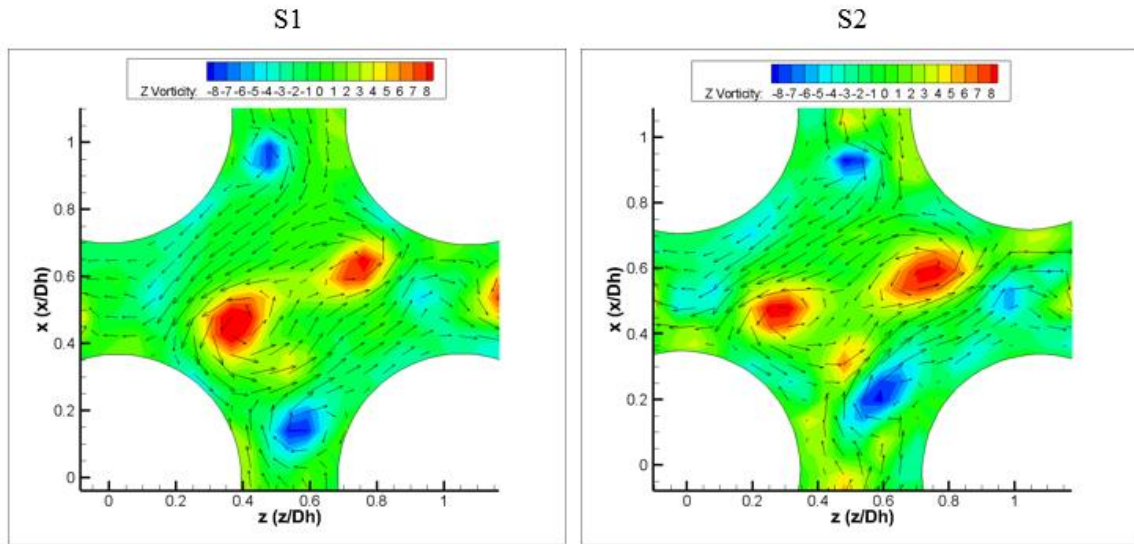 S1 S2
Z Vorticity: -8 -7 -6 -5 -4 -3 -2 -1 0 1 2 3 4 5 6 7 8
x (x/Dh)
1
0.8
0.6
0.4
0.2
0
0 0.2 0.4 0.6 0.8 1
z (z/Dh)
Z Vorticity: -8 -7 -6 -5 -4 -3 -2 -1 0 2 3 4 5 6 7 8
x (x/Dh)
1
0.8
0.6
0.4
0.2
0
0 0.2 0.4 0.6 0.8 1
z (z/Dh)